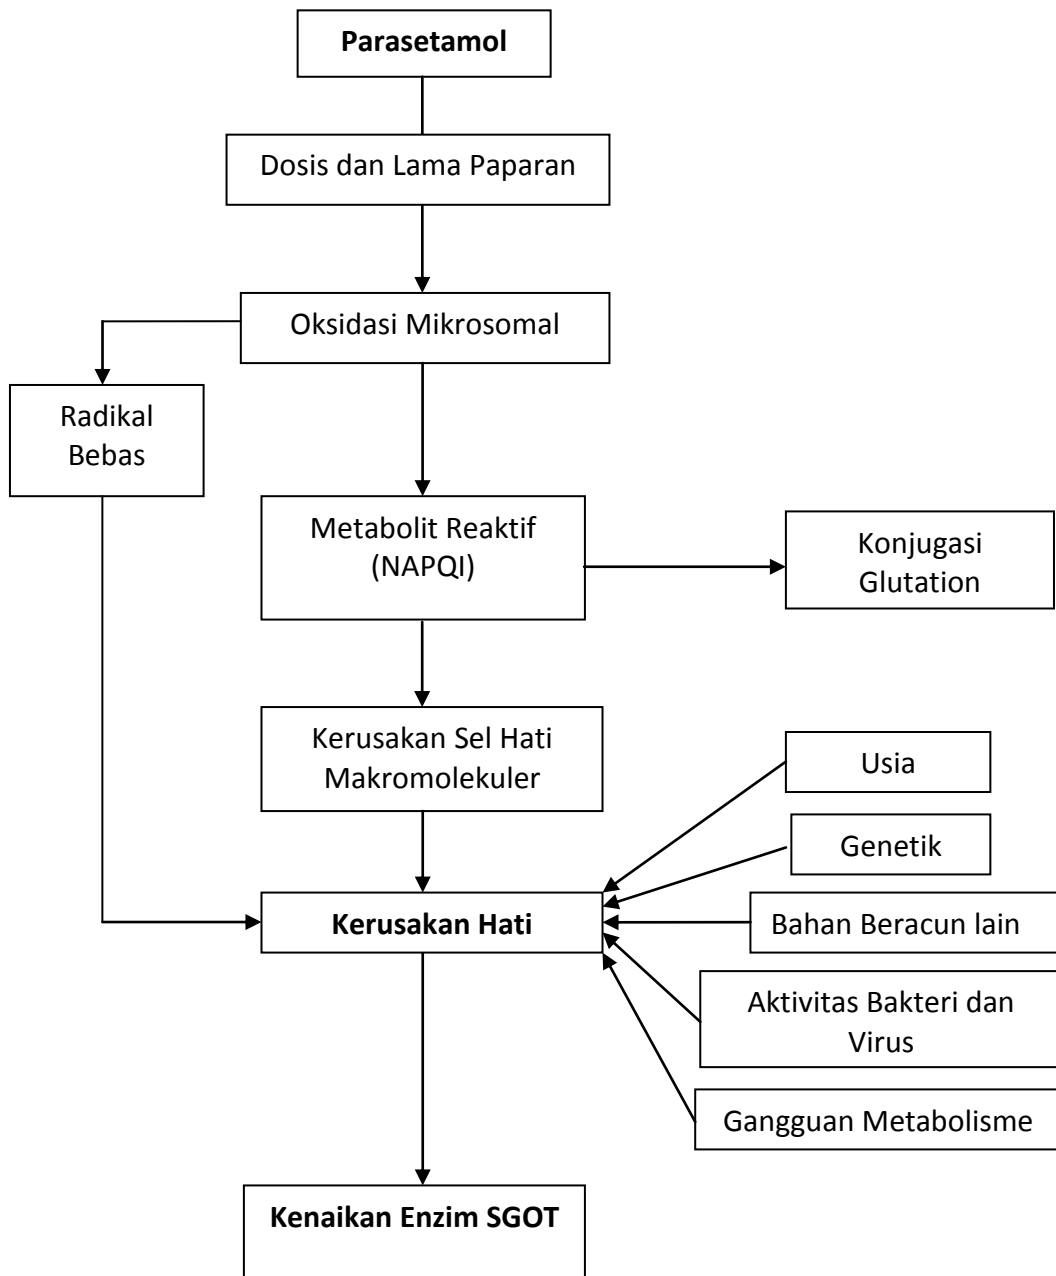 Parasetamol
Dosis dan Lama Paparan
Oksidasi Mikrosomal
Radikal
Bebas
Metabolit Reaktif
(NAPQI)
Konjugasi
Glutation
Kerusakan Sel Hati
Makromolekuler
Usia
Genetik
Kerusakan Hati
Bahan Beracun lain
Aktivitas Bakteri dan
Virus
Gangguan Metabolisme
Kenaikan Enzim SGOT